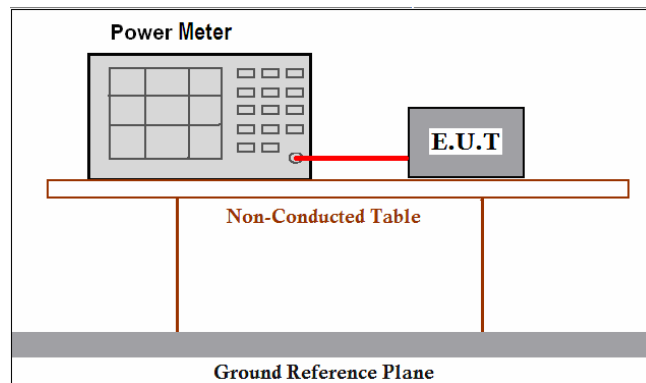 Power Meter
E.U.T
Non-Conducted Table
Ground Reference Plane